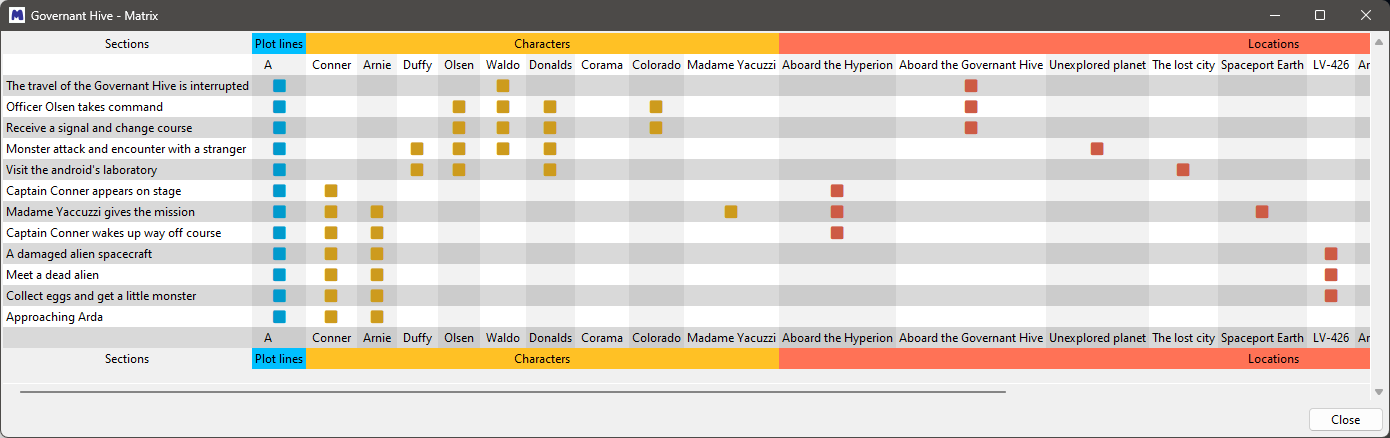 Governant Hive - Matrix
Sections Plot lines Characters Locations
A Conner Arnie Duffy Olsen Waldo Donalds Corama Colorado Madame Yacuzzi Aboard the Hyperion Aboard the Governant Hive Unexplored planet The lost city Spaceport Earth LV-426 Ar
The travel of the Governant Hive is interrupted
Officer Olsen takes command
Receive a signal and change course
Monster attack and encounter with a stranger
Visit the android's laboratory
Captain Conner appears on stage
Madame Yaccuzzi gives the mission
Captain Conner wakes up way off course
A damaged alien spacecraft
Meet a dead alien
Collect eggs and get a little monster
Approaching Arda
A Conner Arnie Duffy Olsen Waldo Donalds Corama Colorado Madame Yacuzzi Aboard the Hyperion Aboard the Governant Hive Unexplored planet The lost city Spaceport Earth LV-426 Ar
Sections Plot lines Characters Locations
Close